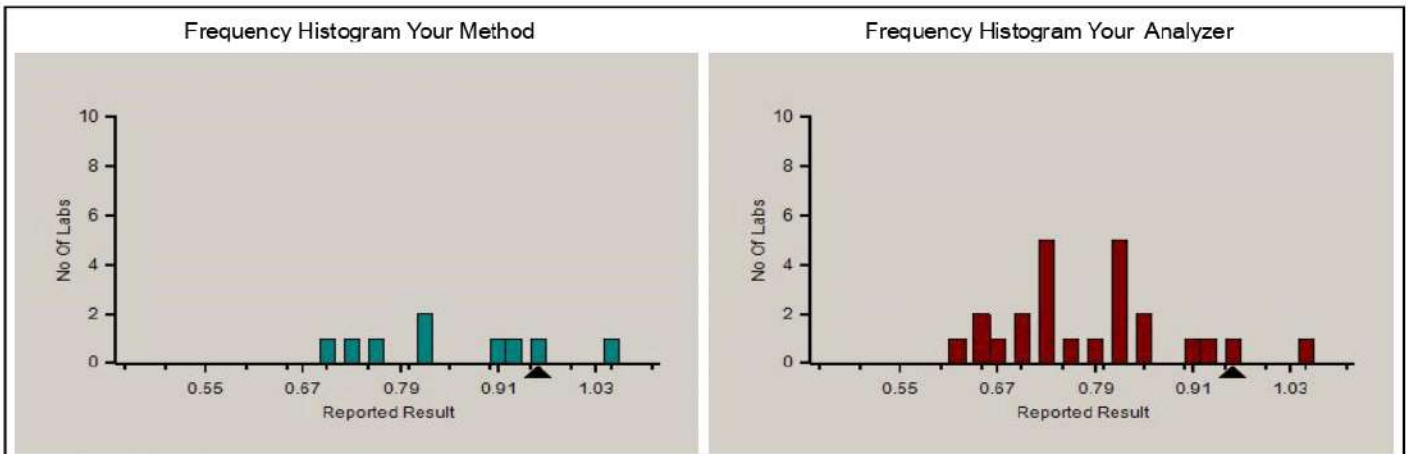 Frequency Histogram Your Method
10
8
6
4
2
0
No Of Labs
0.55 0.67 0.79 0.91 1.03
Reported Result
Frequency Histogram Your Analyzer
10
8
6
4
2
0
No Of Labs
0.55 0.67 0.79 0.91 1.03
Reported Result